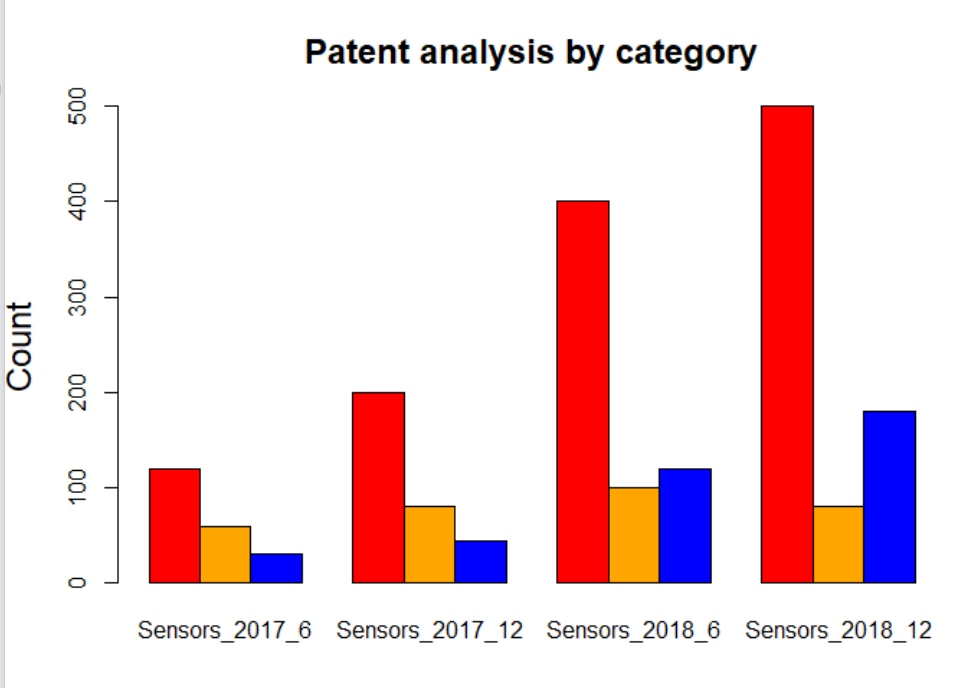 Patent analysis by category
Count
500
400
300
200
100
0
Sensors_2017_6 Sensors_2017_12 Sensors_2018_6 Sensors_2018_12